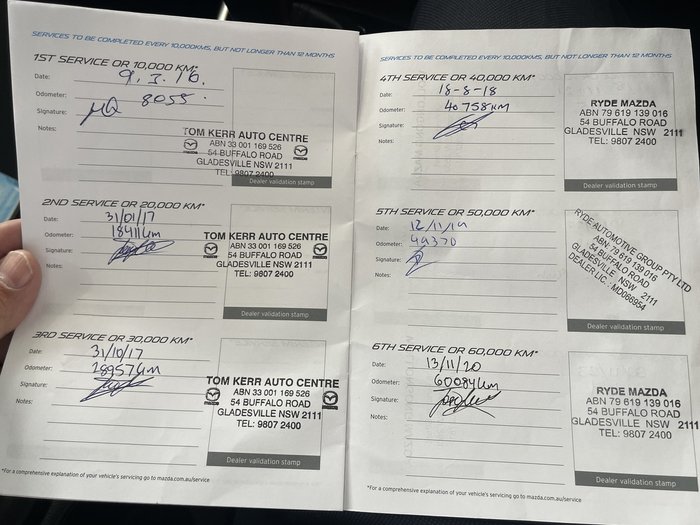 SERVICES TO BE COMPLETED EVERY 10,000KMS, BUT NOT LONGER THAN 12 MONTHS
1ST SERVICE OR 10,000 KM*
Date: 9.3.16.
Odometer: 8055.
Signature:
Notes:
TOM KERR AUTO CENTRE
ABN 33 001 169 526
54 BUFFALO ROAD
GLADESVILLE NSW 2111
TEL: 9807 2400
Dealer validation stamp
2ND SERVICE OR 20,000 KM*
Date: 31/01/17
Odometer: 18411km
Signature:
Notes:
TOM KERR AUTO CENTRE
ABN 33 001 169 526
54 BUFFALO ROAD
GLADESVILLE NSW 2111
TEL: 9807 2400
Dealer validation stamp
3RD SERVICE OR 30,000 KM*
Date: 31/10/17
Odometer: 28957km
Signature:
Notes:
TOM KERR AUTO CENTRE
ABN 33 001 169 526
54 BUFFALO ROAD
GLADESVILLE NSW 2111
TEL: 9807 2400
Dealer validation stamp
*For a comprehensive explanation of your vehicle's servicing go to mazda.com.au/service
SERVICES TO BE COMPLETED EVERY 10,000KMS, BUT NOT LONGER THAN 12 MONTHS
4TH SERVICE OR 40,000 KM*
Date: 18-8-18
Odometer: 40758km
Signature:
Notes:
RYDE MAZDA
ABN 79 619 139 016
54 BUFFALO ROAD
GLADESVILLE NSW 2111
TEL: 9807 2400
Dealer validation stamp
5TH SERVICE OR 50,000 KM*
Date: 12/11/19
Odometer: 49370
Signature:
Notes:
RYDE AUTOMOTIVE GROUP PTY LTD
ABN 79 619 139 016
54 BUFFALO ROAD
GLADESVILLE NSW 2111
DEALER LIC.: MD066954
Dealer validation stamp
6TH SERVICE OR 60,000 KM*
Date: 13/11/20
Odometer: 60084km
Signature:
Notes:
RYDE MAZDA
ABN 79 619 139 016
54 BUFFALO ROAD
GLADESVILLE NSW 2111
TEL: 9807 2400
Dealer validation stamp
*For a comprehensive explanation of your vehicle's servicing go to mazda.com.au/service